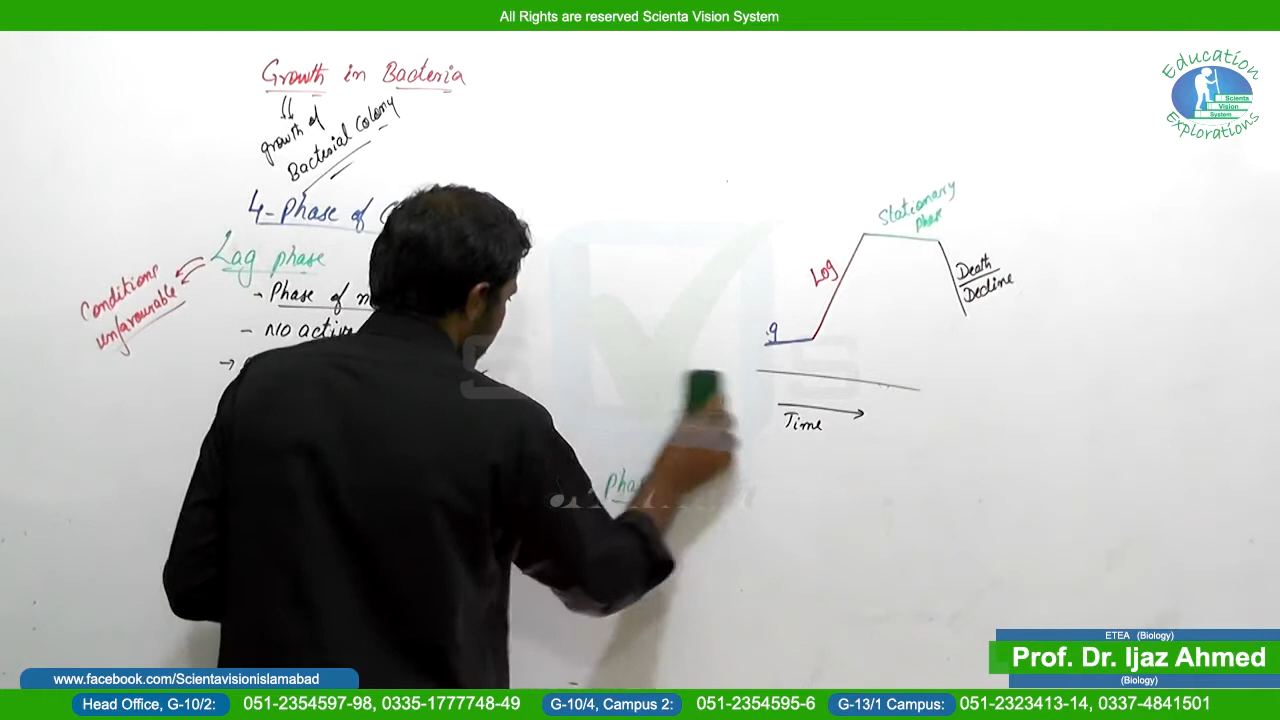 All Rights are reserved Scienta Vision System
Growth in Bacteria
growth of
Bacterial colony
4-Phase of
Lag phase
Conditions
unfavourable
- Phase of
- No active
Stationary
phase
Log
Death
Decline
Time
Education
Scienta
Vision
System
Explorations
ETEA (Biology)
Prof. Dr. Ijaz Ahmed
(Biology)
www.facebook.com/Scientavisionislamabad
Head Office, G-10/2: 051-2354597-98, 0335-1777748-49 G-10/4, Campus 2: 051-2354595-6 G-13/1 Campus: 051-2323413-14, 0337-4841501